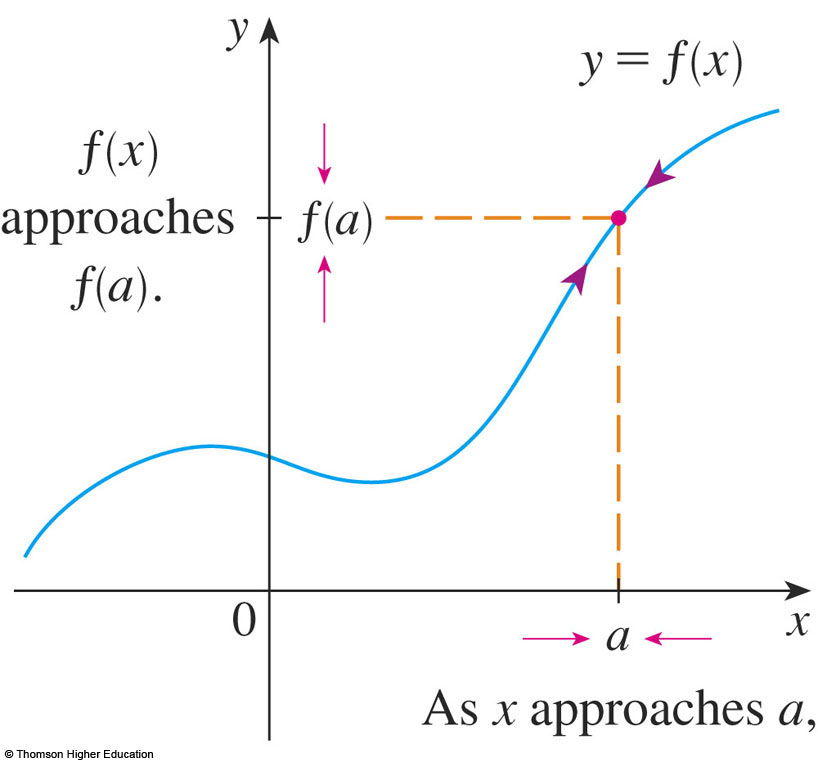 y
y = f(x)
f(x)
approaches
f(a).
f(a)
0
a
x
As x approaches a,
© Thomson Higher Education